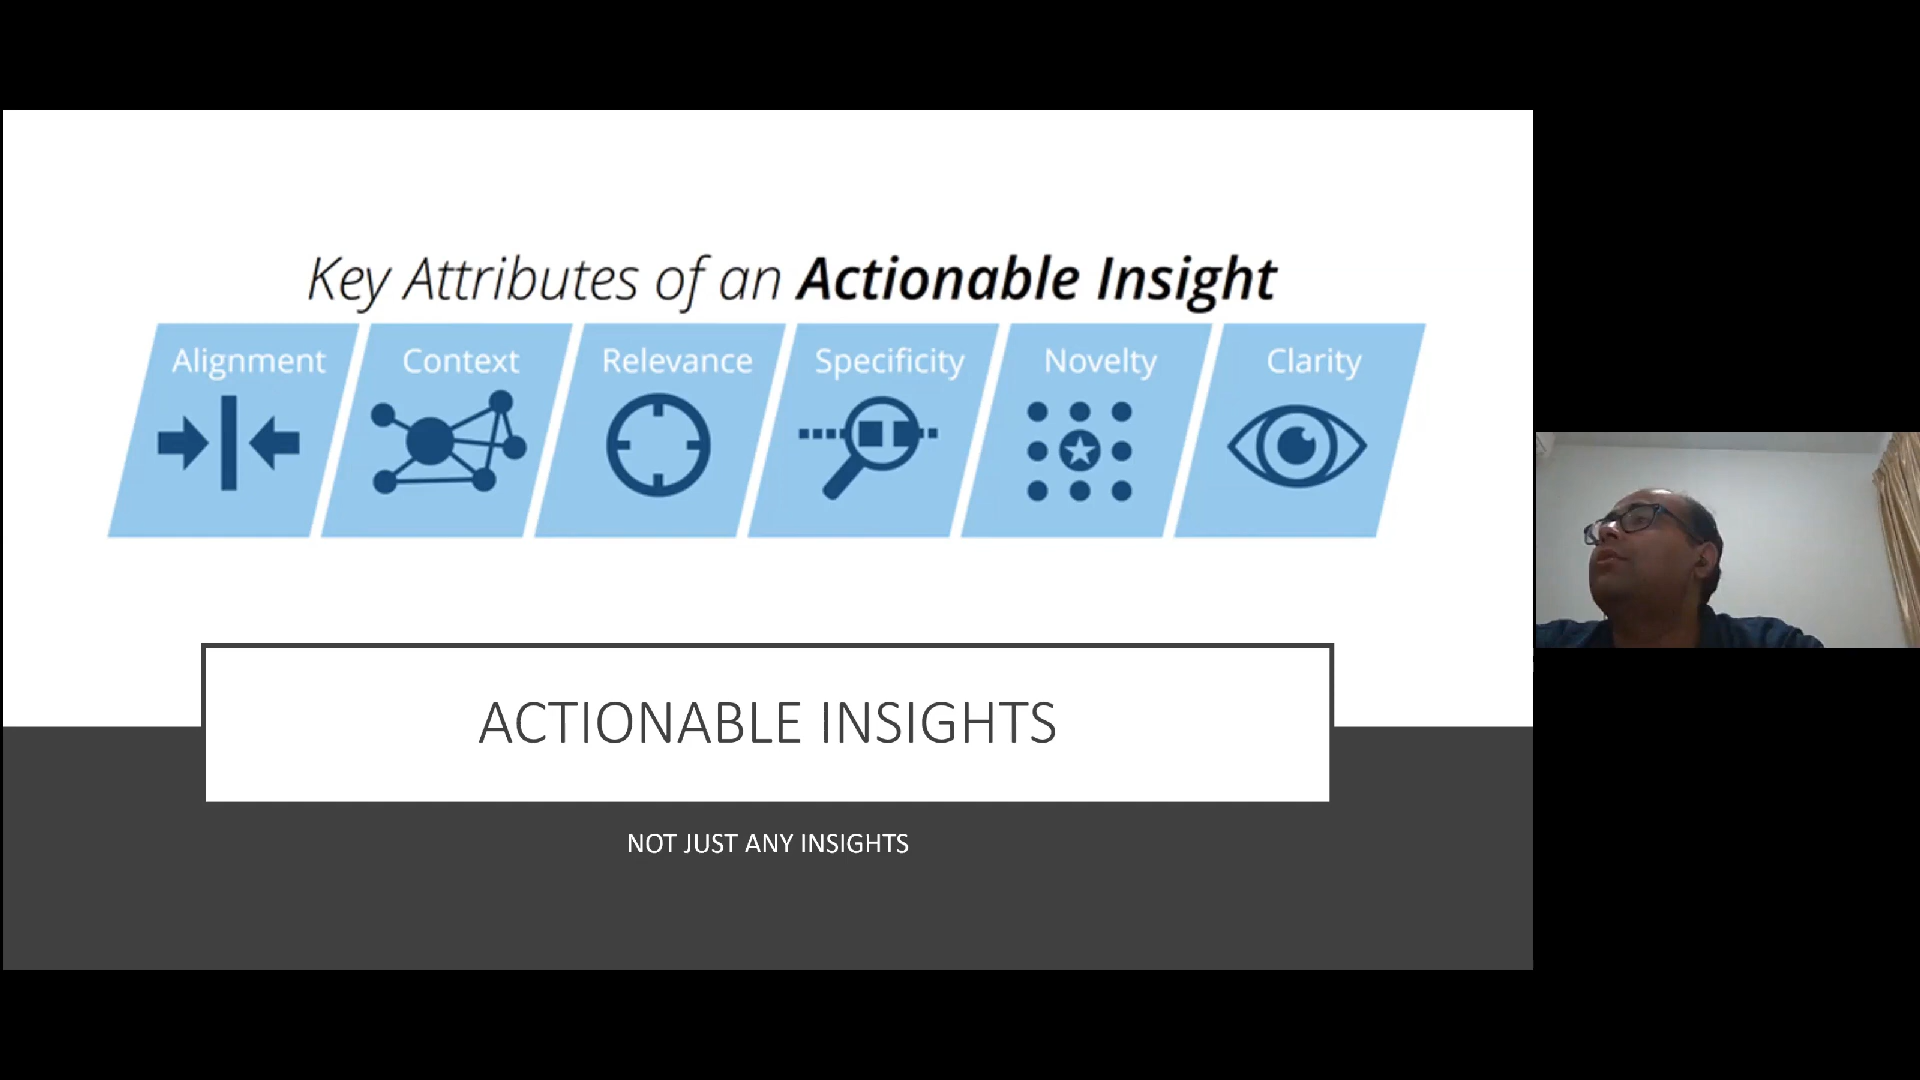 Key Attributes of an Actionable Insight
Alignment Context Relevance Specificity Novelty Clarity
ACTIONABLE INSIGHTS
NOT JUST ANY INSIGHTS